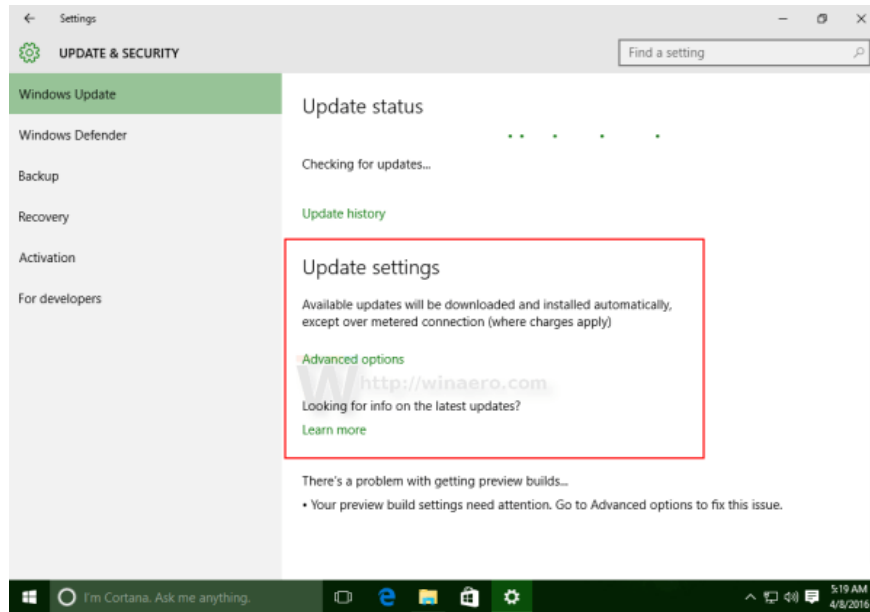 Settings
UPDATE & SECURITY
Find a setting
Windows Update
Windows Defender
Backup
Recovery
Activation
For developers
Update status
Checking for updates...
Update history
Update settings
Available updates will be downloaded and installed automatically,
except over metered connection (where charges apply)
Advanced options
http://winaero.com
Looking for info on the latest updates?
Learn more
There's a problem with getting preview builds...
• Your preview build settings need attention. Go to Advanced options to fix this issue.
I'm Cortana. Ask me anything.
5:19 AM
4/8/2016